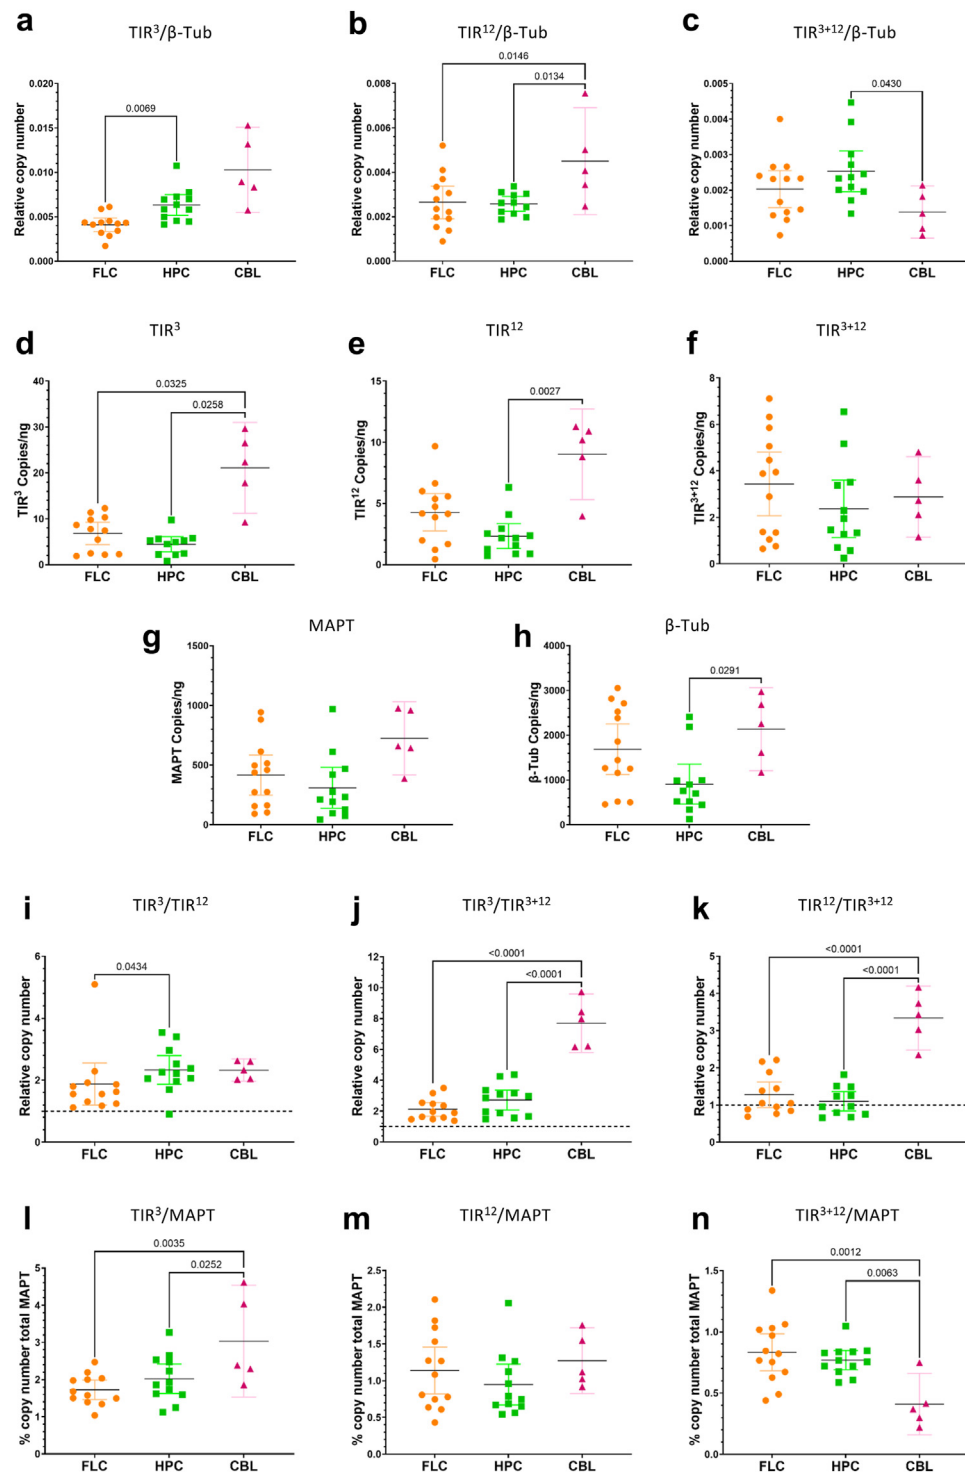 a TIR³/β-Tub
Relative copy number
0.020
0.015
0.010
0.005
0.000
0.0069
FLC HPC CBL
b TIR¹²/β-Tub
Relative copy number
0.008
0.006
0.004
0.002
0.000
0.0146
0.0134
FLC HPC CBL
c TIR³⁺¹²/β-Tub
Relative copy number
0.005
0.004
0.003
0.002
0.001
0.000
0.0430
FLC HPC CBL
d TIR³
TIR³ Copies/ng
40
30
20
10
0
0.0325
0.0258
FLC HPC CBL
e TIR¹²
TIR¹² Copies/ng
15
10
5
0
0.0027
FLC HPC CBL
f TIR³⁺¹²
TIR³⁺¹² Copies/ng
8
6
4
2
0
FLC HPC CBL
g MAPT
MAPT Copies/ng
1500
1000
500
0
FLC HPC CBL
h β-Tub
β-Tub Copies/ng
4000
3000
2000
1000
0
0.0291
FLC HPC CBL
i TIR³/TIR¹²
Relative copy number
6
4
2
0
0.0434
FLC HPC CBL
j TIR³/TIR³⁺¹²
Relative copy number
12
10
8
6
4
2
0
<0.0001
<0.0001
FLC HPC CBL
k TIR¹²/TIR³⁺¹²
Relative copy number
5
4
3
2
1
0
<0.0001
<0.0001
FLC HPC CBL
l TIR³/MAPT
% copy number total MAPT
5
4
3
2
1
0
0.0035
0.0252
FLC HPC CBL
m TIR¹²/MAPT
% copy number total MAPT
2.5
2.0
1.5
1.0
0.5
0.0
FLC HPC CBL
n TIR³⁺¹²/MAPT
% copy number total MAPT
1.5
1.0
0.5
0.0
0.0012
0.0063
FLC HPC CBL